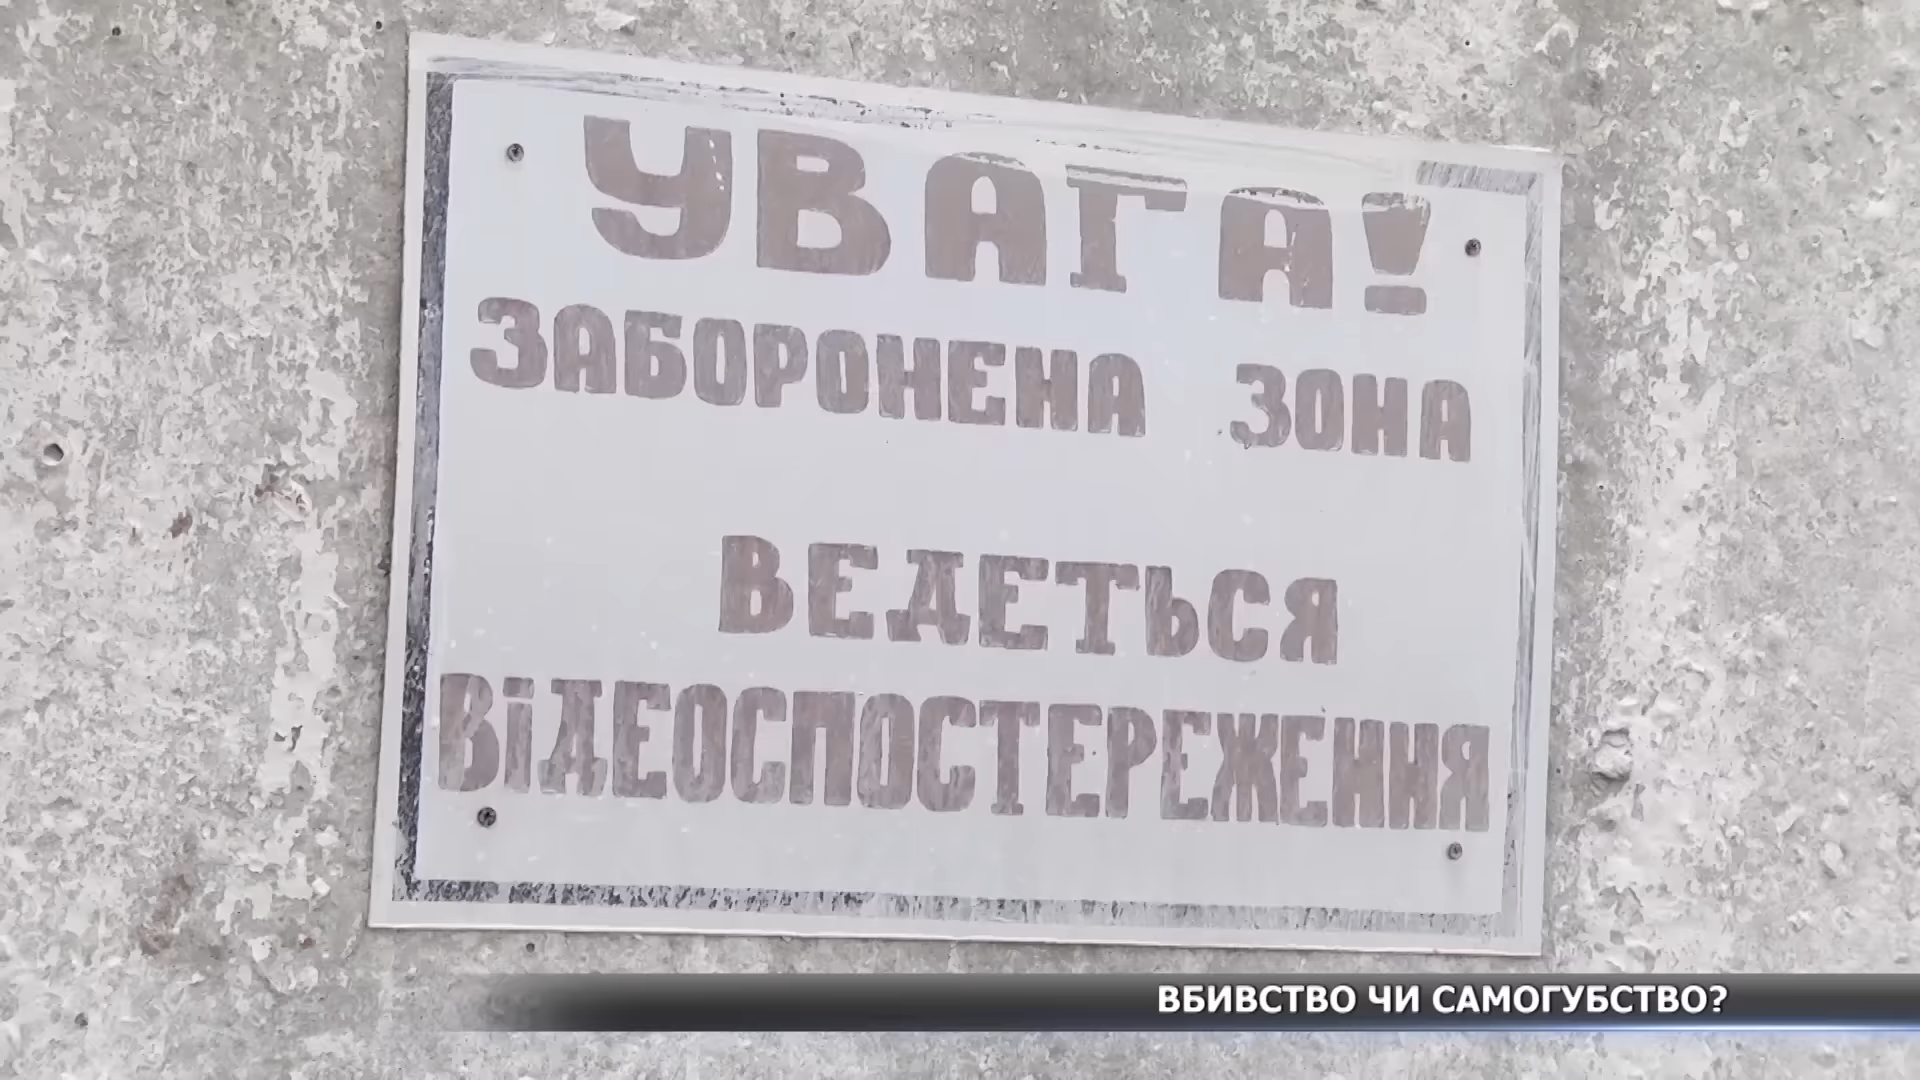 УВАГА!
ЗАБОРОНЕНА ЗОНА
ВЕДЕТЬСЯ
ВіДЕОСПОСТЕРЕЖЕННЯ
ВБИВСТВО ЧИ САМОГУБСТВО?